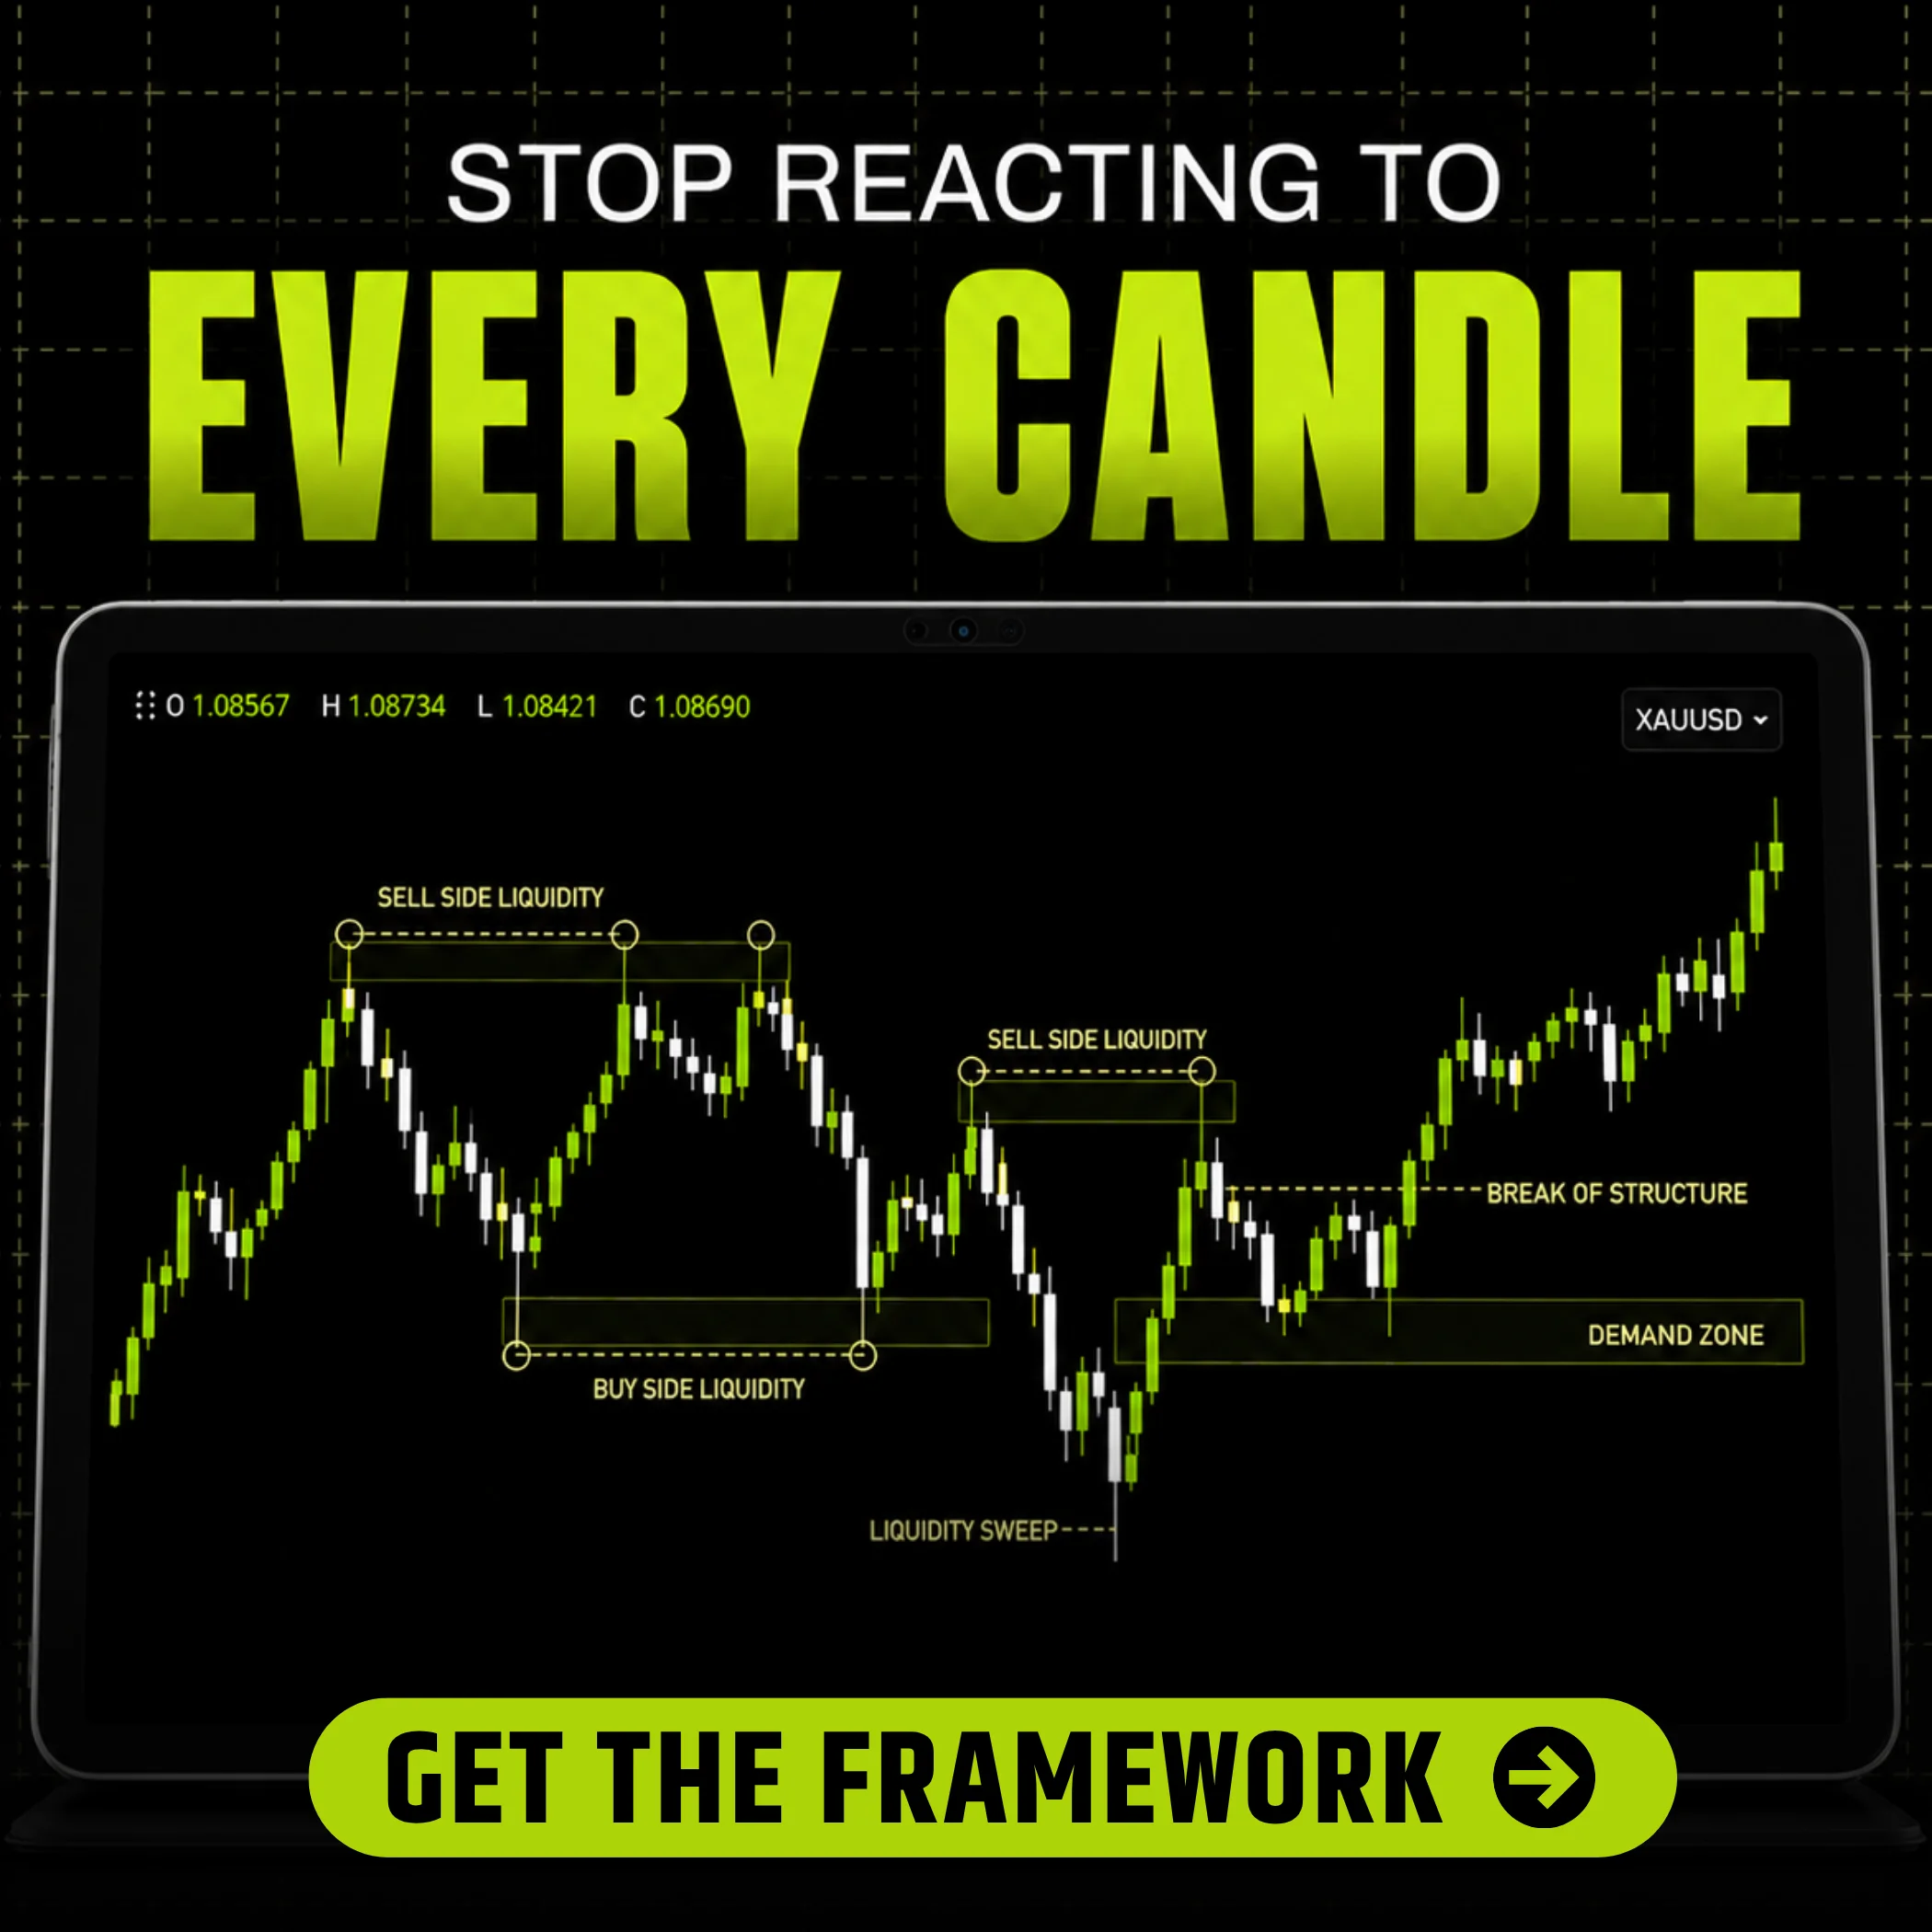 STOP REACTING TO
EVERY CANDLE
O 1.08567 H 1.08734 L 1.08421 C 1.08690
XAUUSD
SELL SIDE LIQUIDITY
SELL SIDE LIQUIDITY
BREAK OF STRUCTURE
DEMAND ZONE
BUY SIDE LIQUIDITY
LIQUIDITY SWEEP
GET THE FRAMEWORK